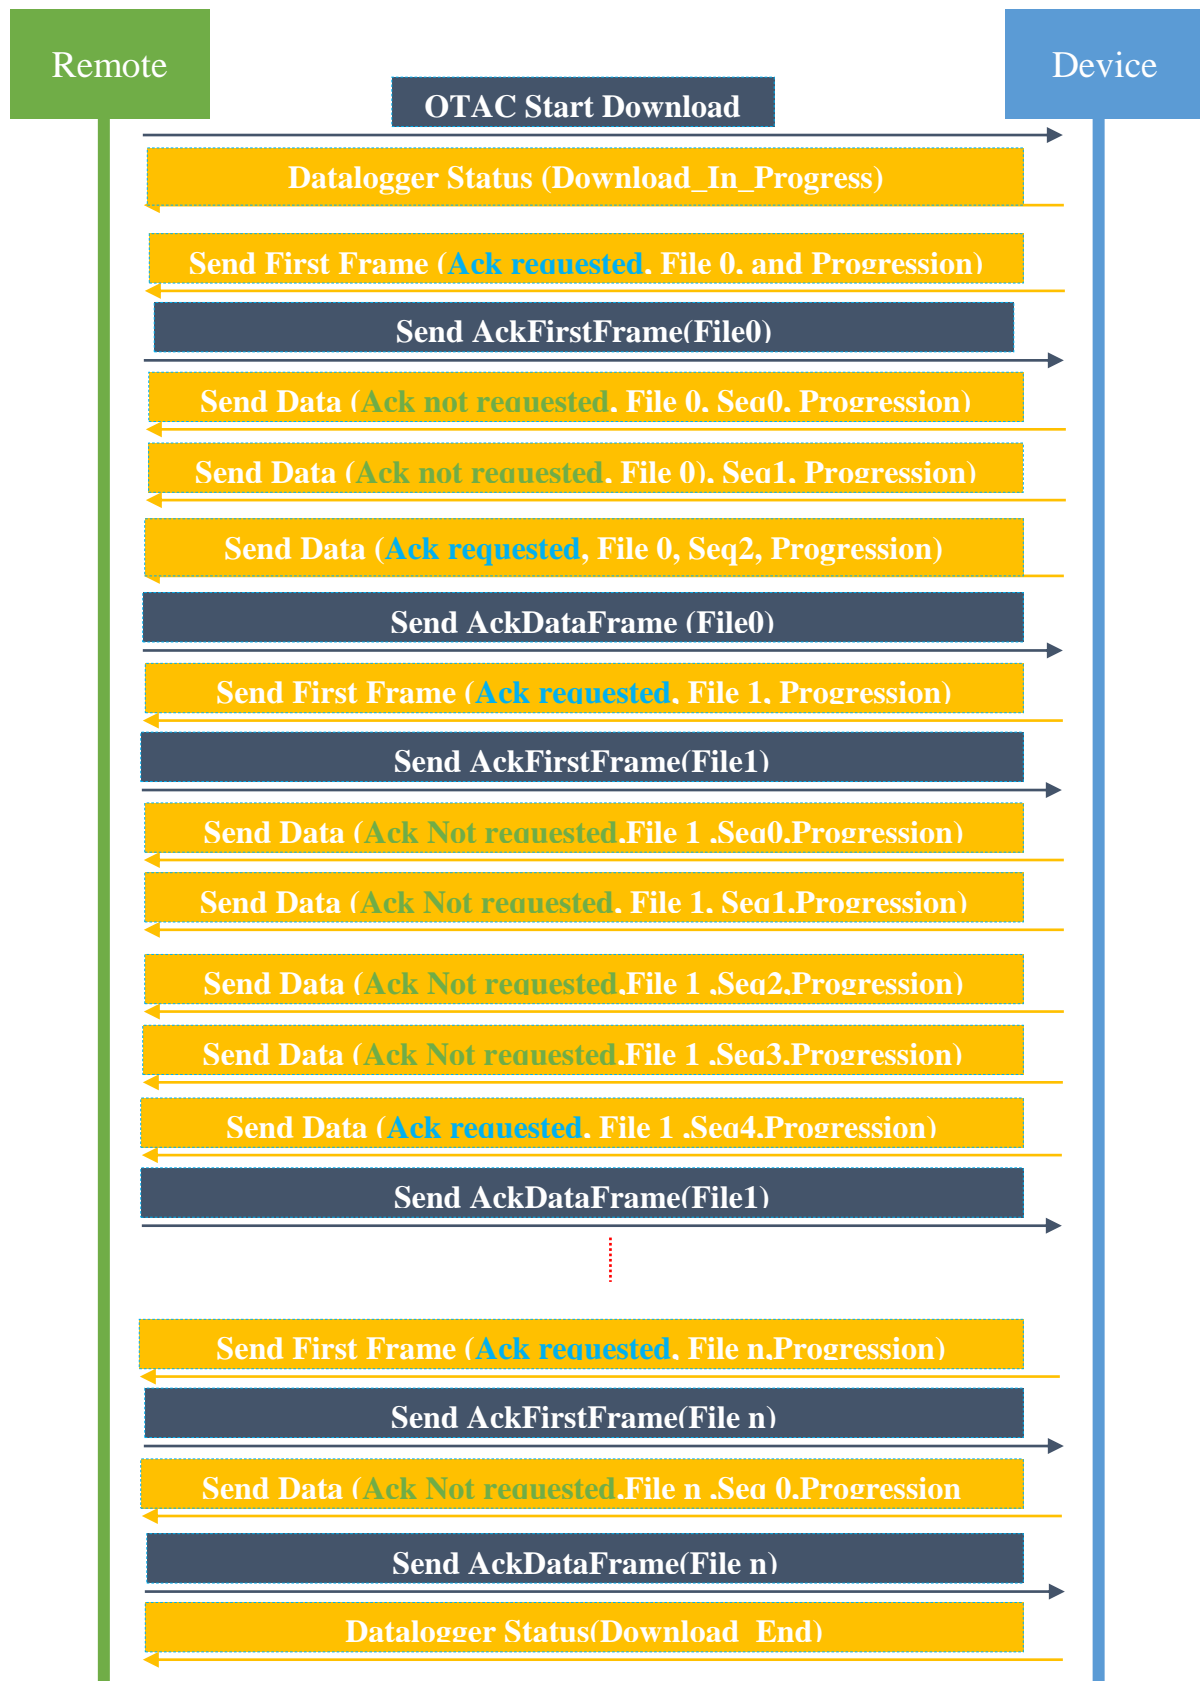 Remote
Device
OTAC Start Download
Datalogger Status (Download_In_Progress)
Send First Frame (Ack requested, File 0, and Progression)
Send AckFirstFrame(File0)
Send Data (Ack not requested, File 0, Seq0, Progression)
Send Data (Ack not requested, File 0), Seq1, Progression)
Send Data (Ack requested, File 0, Seq2, Progression)
Send AckDataFrame (File0)
Send First Frame (Ack requested, File 1, Progression)
Send AckFirstFrame(File1)
Send Data (Ack Not requested,File 1 ,Seq0,Progression)
Send Data (Ack Not requested, File 1, Seq1,Progression)
Send Data (Ack Not requested,File 1 ,Seq2,Progression)
Send Data (Ack Not requested,File 1 ,Seq3,Progression)
Send Data (Ack requested, File 1 ,Seq4,Progression)
Send AckDataFrame(File1)
Send First Frame (Ack requested, File n,Progression)
Send AckFirstFrame(File n)
Send Data (Ack Not requested,File n ,Seq 0,Progression
Send AckDataFrame(File n)
Datalogger Status(Download_End)